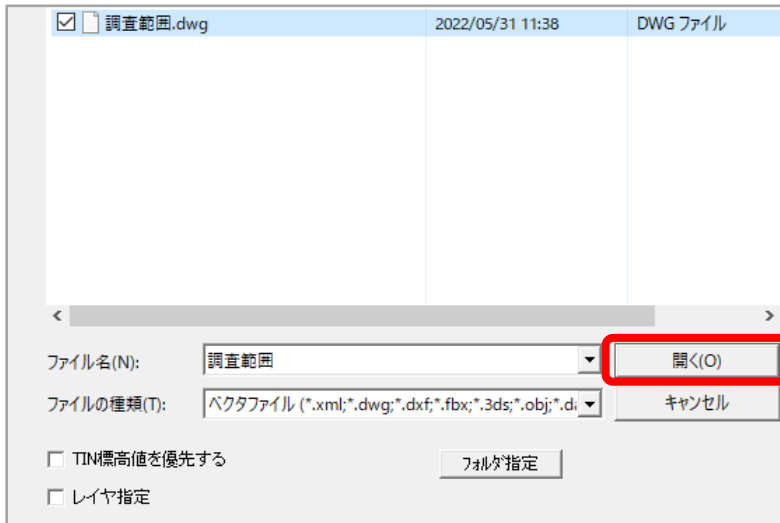 調査範囲.dwg 2022/05/31 11:38 DWG ファイル
ファイル名(N): 調査範囲 開く(O)
ファイルの種類(T): ベクタファイル (*.xml;*.dwg;*.dxf;*.fbx;*.3ds;*.obj;*.da キャンセル
TIN標高値を優先する フォルダ指定
レイヤ指定